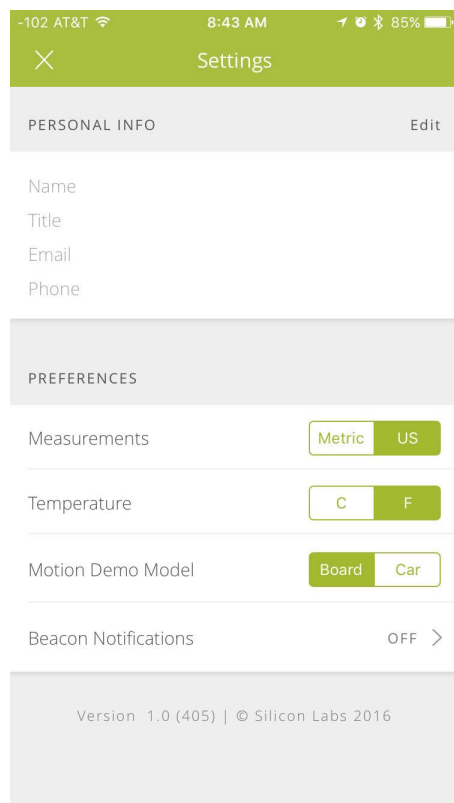 -102 AT&T 8:43 AM 85%
Settings
PERSONAL INFO Edit
Name
Title
Email
Phone
PREFERENCES
Measurements Metric US
Temperature C F
Motion Demo Model Board Car
Beacon Notifications OFF
Version 1.0 (405) | © Silicon Labs 2016